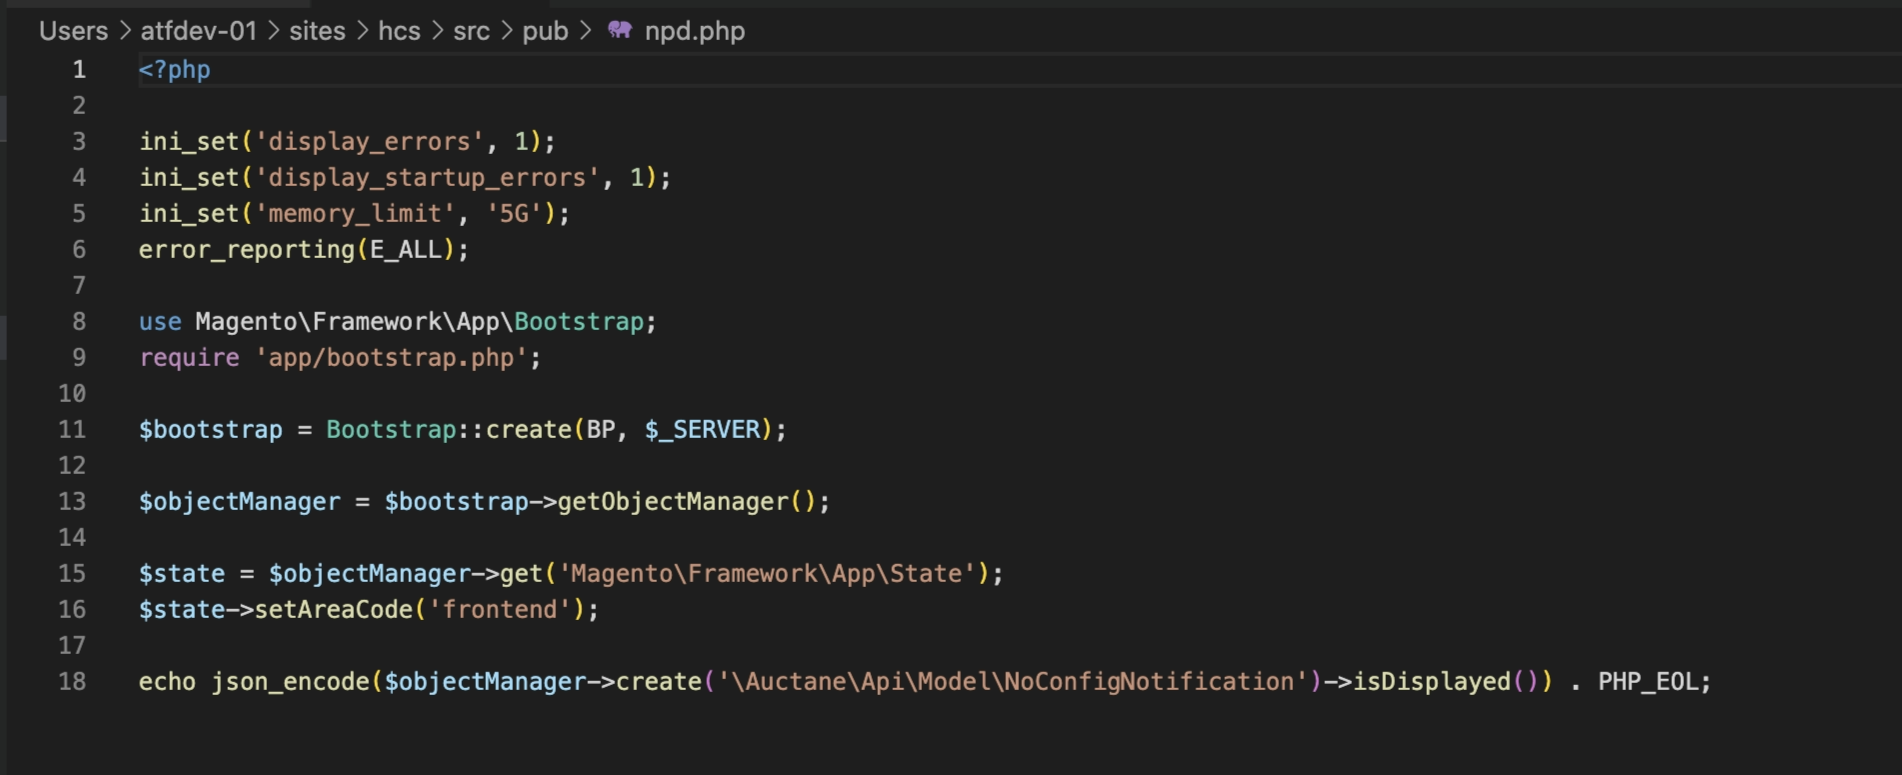 Users > atfdev-01 > sites > hcs > src > pub > npd.php
1 <?php
2
3 ini_set('display_errors', 1);
4 ini_set('display_startup_errors', 1);
5 ini_set('memory_limit', '5G');
6 error_reporting(E_ALL);
7
8 use Magento\Framework\App\Bootstrap;
9 require 'app/bootstrap.php';
10
11 $bootstrap = Bootstrap::create(BP, $_SERVER);
12
13 $objectManager = $bootstrap->getObjectManager();
14
15 $state = $objectManager->get('Magento\Framework\App\State');
16 $state->setAreaCode('frontend');
17
18 echo json_encode($objectManager->create('\Auctane\Api\Model\NoConfigNotification')->isDisplayed()) . PHP_EOL;